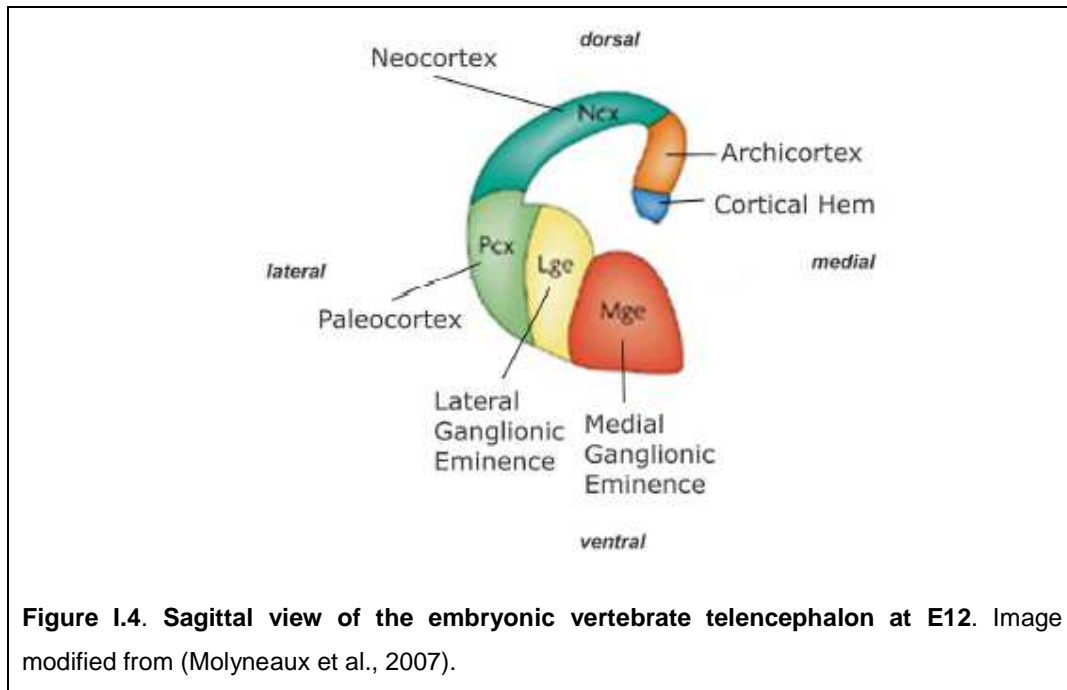 dorsal
Neocortex
Ncx
Archicortex
Cortical Hem
Pcx
Lge
lateral
medial
Mge
Paleocortex
Lateral
Ganglionic
Eminence
Medial
Ganglionic
Eminence
ventral
Figure I.4. Sagittal view of the embryonic vertebrate telencephalon at E12. Image
modified from (Molyneaux et al., 2007).